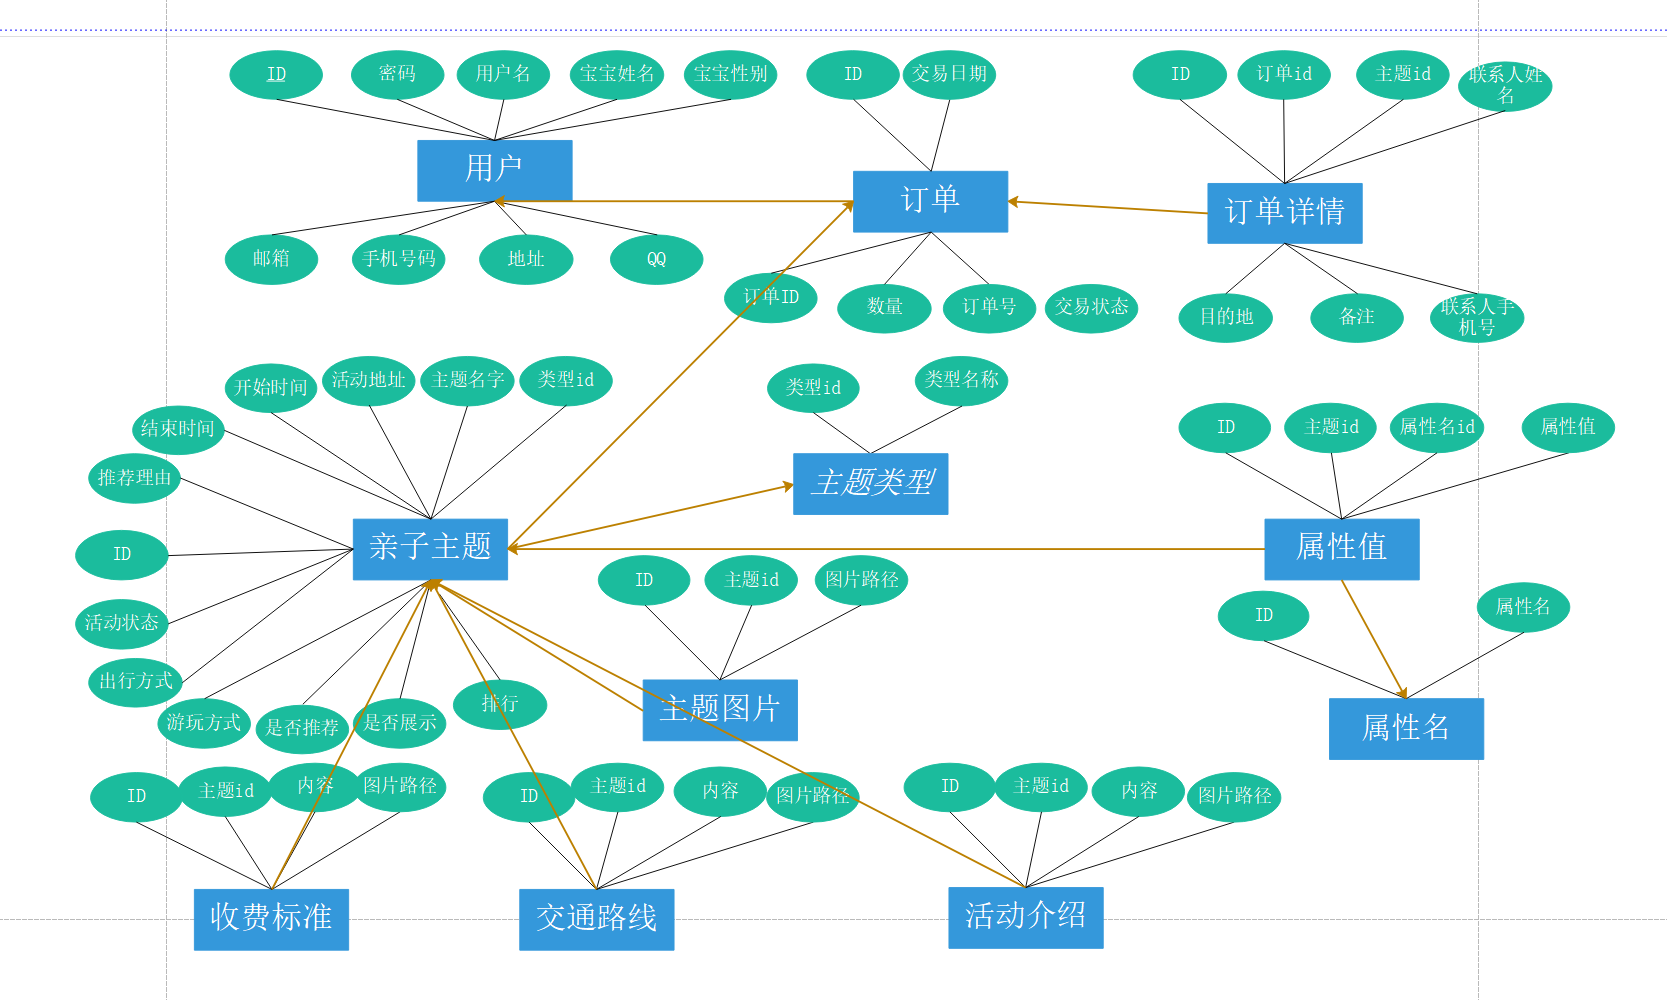 ID
密码
用户名
宝宝姓名
宝宝性别
ID
交易日期
ID
订单id
主题id
联系人姓
名
用户
订单
订单详情
邮箱
手机号码
地址
QQ
订单ID
数量
订单号
交易状态
目的地
备注
联系人手
机号
开始时间
活动地址
主题名字
类型id
类型id
类型名称
结束时间
推荐理由
ID
主题id
属性名id
属性值
主题类型
ID
亲子主题
属性值
ID
主题id
图片路径
活动状态
ID
属性名
出行方式
游玩方式
是否推荐
是否展示
排行
主题图片
属性名
ID
主题id
内容
图片路径
ID
主题id
内容
图片路径
ID
主题id
内容
图片路径
收费标准
交通路线
活动介绍